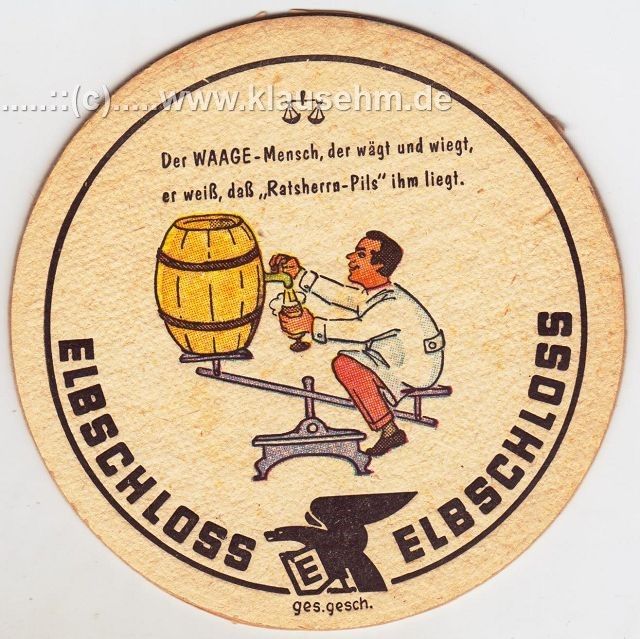 .....::(c).....www.klausehm.de
Der WAAGE-Mensch, der wägt und wiegt,
er weiß, daß „Ratsherrn-Pils" ihm liegt.
ELBSCHLOSS
ELBSCHLOSS
E
ges.gesch.